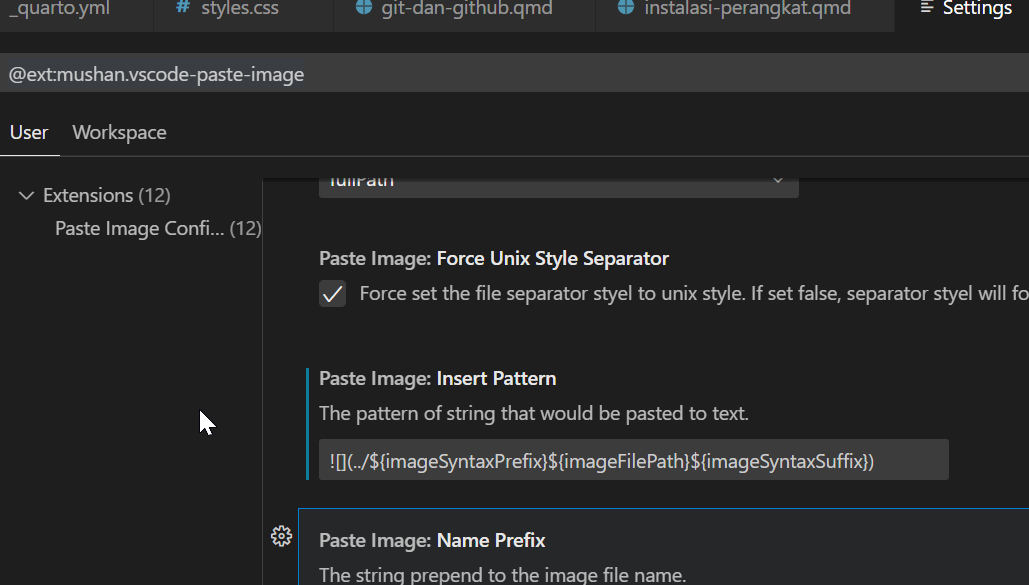 _quarto.yml # styles.css git-dan-github.qmd instalasi-perangkat.qmd Settings
@ext:mushan.vscode-paste-image
User Workspace
Extensions (12)
Paste Image Confi... (12)
fullPath
Paste Image: Force Unix Style Separator
Force set the file separator styel to unix style. If set false, separator styel will fo
Paste Image: Insert Pattern
The pattern of string that would be pasted to text.
![](../${imageSyntaxPrefix}${imageFilePath}${imageSyntaxSuffix})
Paste Image: Name Prefix
The string prepend to the image file name.